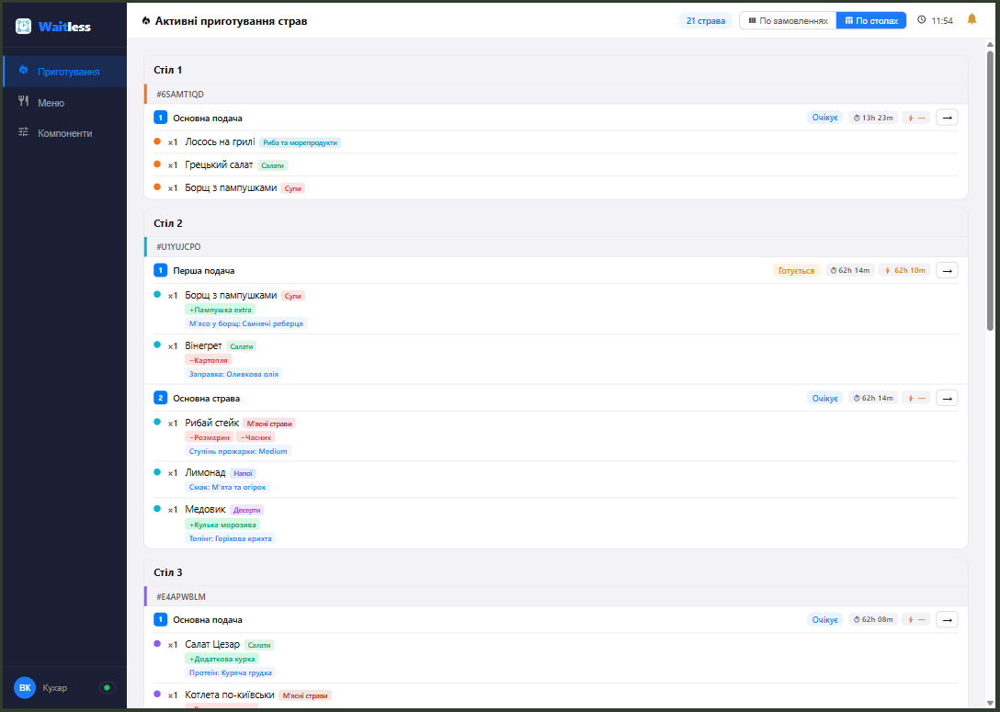 Waitless
Активні приготування страв
21 страва
По замовленнях
По столах
11:54
Приготування
Меню
Компоненти
Стіл 1
#6SAMT1QD
1 Основна подача Очікує 13h 23m — →
×1 Лосось на грилі Риба та морепродукти
×1 Грецький салат Салати
×1 Борщ з пампушками Супи
Стіл 2
#U1YUJCPO
1 Перша подача Готується 62h 14m 62h 10m →
×1 Борщ з пампушками Супи
+Пампушка extra
М'ясо у борщ: Свинячі реберця
×1 Вінегрет Салати
−Картопля
Заправка: Оливкова олія
2 Основна страва Очікує 62h 14m — →
×1 Рибай стейк М'ясні страви
−Розмарин −Часник
Ступінь прожарки: Medium
×1 Лимонад Напої
Смак: М'ята та огірок
×1 Медовик Десерти
+Кулька морозива
Топінг: Горіхова крихта
Стіл 3
#E4APWBLM
1 Основна подача Очікує 62h 08m — →
×1 Салат Цезар Салати
+Додаткова курка
Протеїн: Куряча грудка
×1 Котлета по-київськи М'ясні страви
ВК Кухар